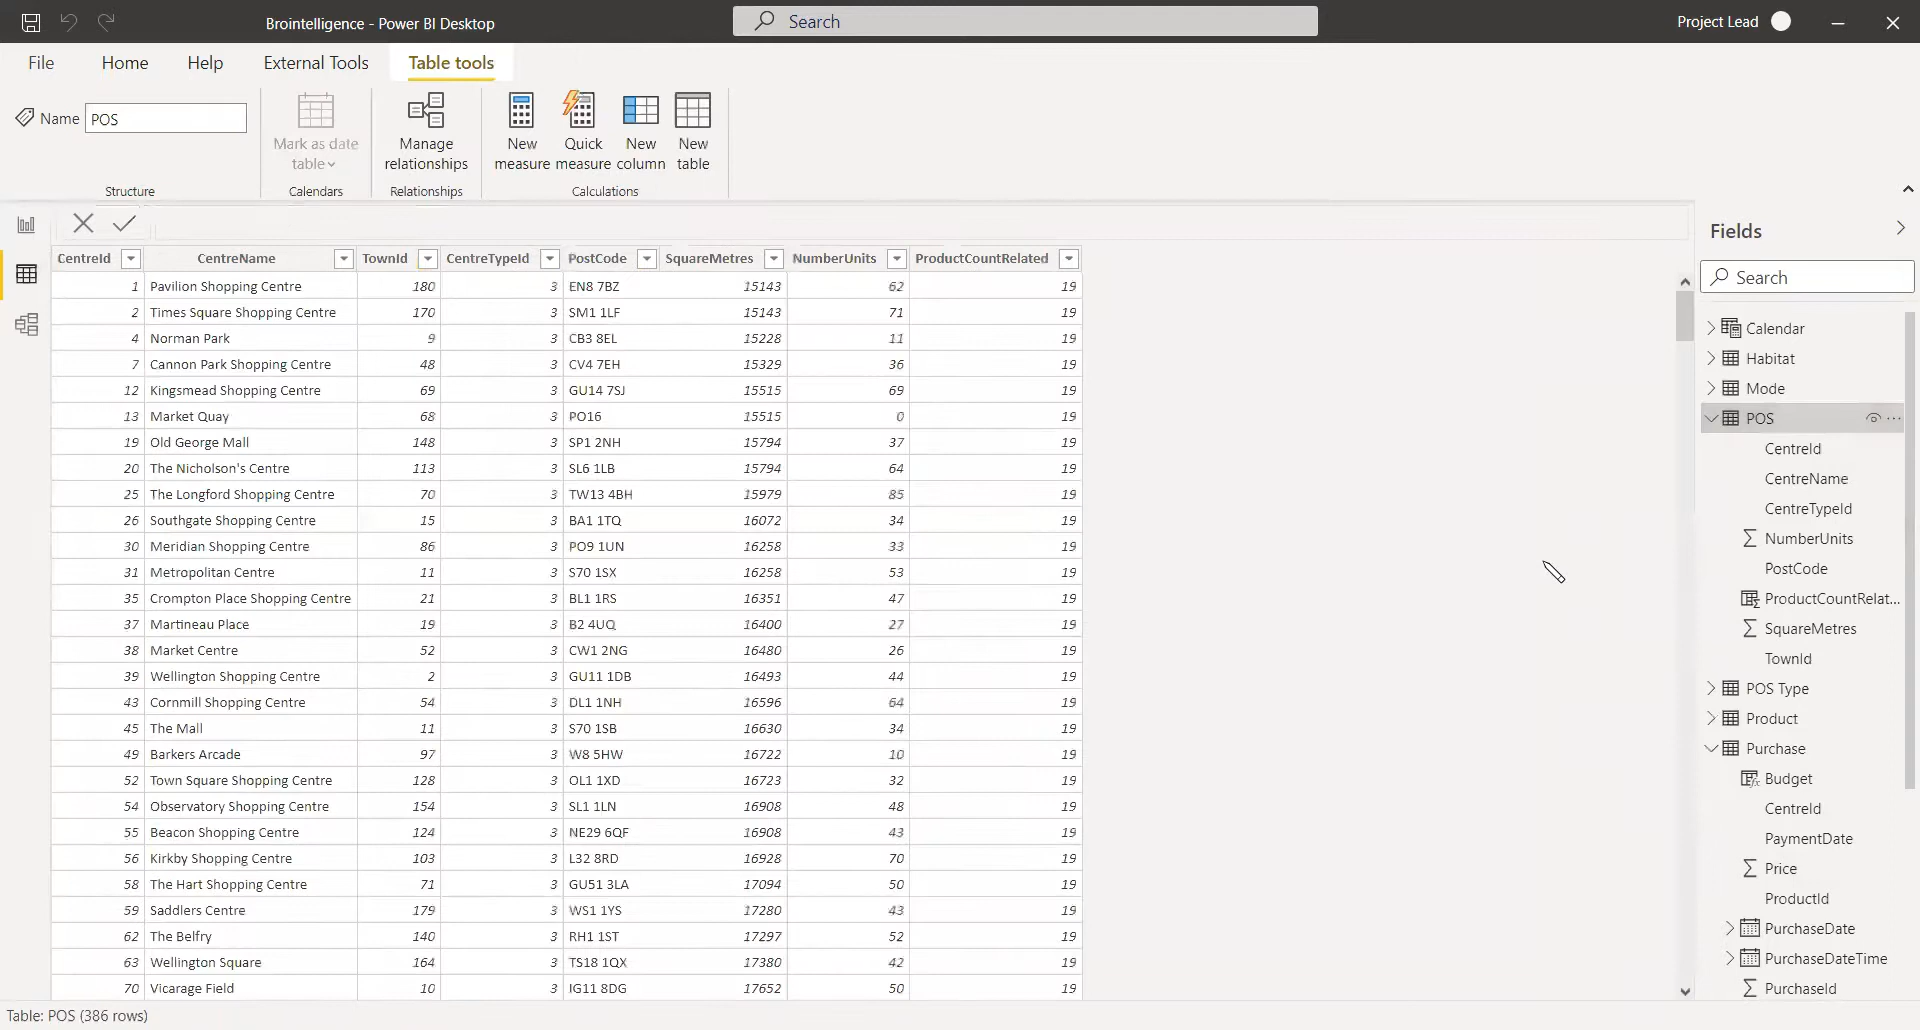 Brointelligence - Power BI Desktop
Search
Project Lead
File Home Help External Tools Table tools
Name POS
Mark as date table
Manage relationships
New measure
Quick measure
New column
New table
Structure Calendars Relationships Calculations
CentreId CentreName TownId CentreTypeId PostCode SquareMetres NumberUnits ProductCountRelated
1 Pavilion Shopping Centre 180 3 EN8 7BZ 15143 62 19
2 Times Square Shopping Centre 170 3 SM1 1LF 15143 71 19
4 Norman Park 9 3 CB3 8EL 15228 11 19
7 Cannon Park Shopping Centre 48 3 CV4 7EH 15329 36 19
12 Kingsmead Shopping Centre 69 3 GU14 7SJ 15515 69 19
13 Market Quay 68 3 PO16 15515 0 19
19 Old George Mall 148 3 SP1 2NH 15794 37 19
20 The Nicholson's Centre 113 3 SL6 1LB 15794 64 19
25 The Longford Shopping Centre 70 3 TW13 4BH 15979 85 19
26 Southgate Shopping Centre 15 3 BA1 1TQ 16072 34 19
30 Meridian Shopping Centre 86 3 PO9 1UN 16258 33 19
31 Metropolitan Centre 11 3 S70 1SX 16258 53 19
35 Crompton Place Shopping Centre 21 3 BL1 1RS 16351 47 19
37 Martineau Place 19 3 B2 4UQ 16400 27 19
38 Market Centre 52 3 CW1 2NG 16480 26 19
39 Wellington Shopping Centre 2 3 GU11 1DB 16493 44 19
43 Cornmill Shopping Centre 54 3 DL1 1NH 16596 64 19
45 The Mall 11 3 S70 1SB 16630 34 19
49 Barkers Arcade 97 3 W8 5HW 16722 10 19
52 Town Square Shopping Centre 128 3 OL1 1XD 16723 32 19
54 Observatory Shopping Centre 154 3 SL1 1LN 16908 48 19
55 Beacon Shopping Centre 124 3 NE29 6QF 16908 43 19
56 Kirkby Shopping Centre 103 3 L32 8RD 16928 70 19
58 The Hart Shopping Centre 71 3 GU51 3LA 17094 50 19
59 Saddlers Centre 179 3 WS1 1YS 17280 43 19
62 The Belfry 140 3 RH1 1ST 17297 52 19
63 Wellington Square 164 3 TS18 1QX 17380 42 19
70 Vicarage Field 10 3 IG11 8DG 17652 50 19
Fields
Search
Calendar
Habitat
Mode
POS
CentreId
CentreName
CentreTypeId
NumberUnits
PostCode
ProductCountRelat...
SquareMetres
TownId
POS Type
Product
Purchase
Budget
CentreId
PaymentDate
Price
ProductId
PurchaseDate
PurchaseDateTime
PurchaseId
Table: POS (386 rows)